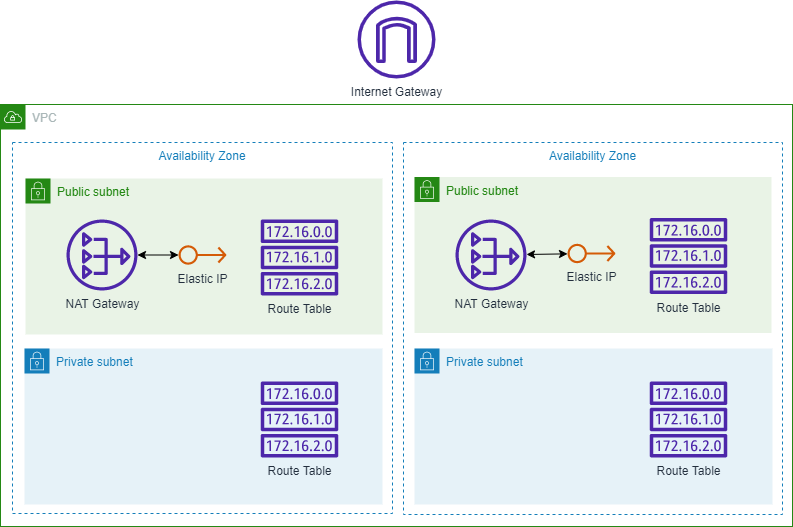 Internet Gateway
VPC
Availability Zone
Public subnet
172.16.0.0
172.16.1.0
172.16.2.0
Elastic IP
NAT Gateway
Route Table
Private subnet
172.16.0.0
172.16.1.0
172.16.2.0
Route Table
Availability Zone
Public subnet
172.16.0.0
172.16.1.0
172.16.2.0
Elastic IP
NAT Gateway
Route Table
Private subnet
172.16.0.0
172.16.1.0
172.16.2.0
Route Table